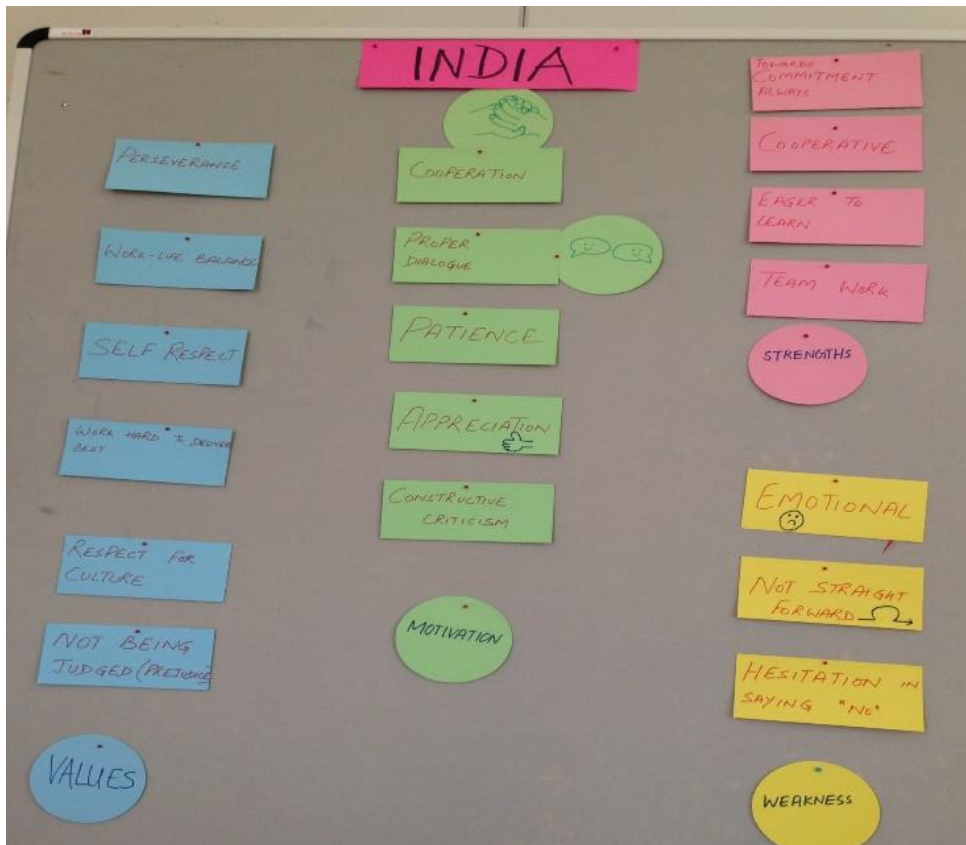 INDIA
PERSEVERANCE
WORK-LIFE BALANCE
SELF RESPECT
WORK HARD TO DELIVER
BEST
RESPECT FOR
CULTURE
NOT BEING
JUDGED (PREJUDICE)
VALUES
COOPERATION
PROPER
DIALOGUE
PATIENCE
APPRECIATION
CONSTRUCTIVE
CRITICISM
MOTIVATION
TOWARDS
COMMITMENT
ALWAYS
COOPERATIVE
EAGER TO
LEARN
TEAM WORK
STRENGTHS
EMOTIONAL
NOT STRAIGHT
FORWARD
HESITATION IN
SAYING "NO"
WEAKNESS